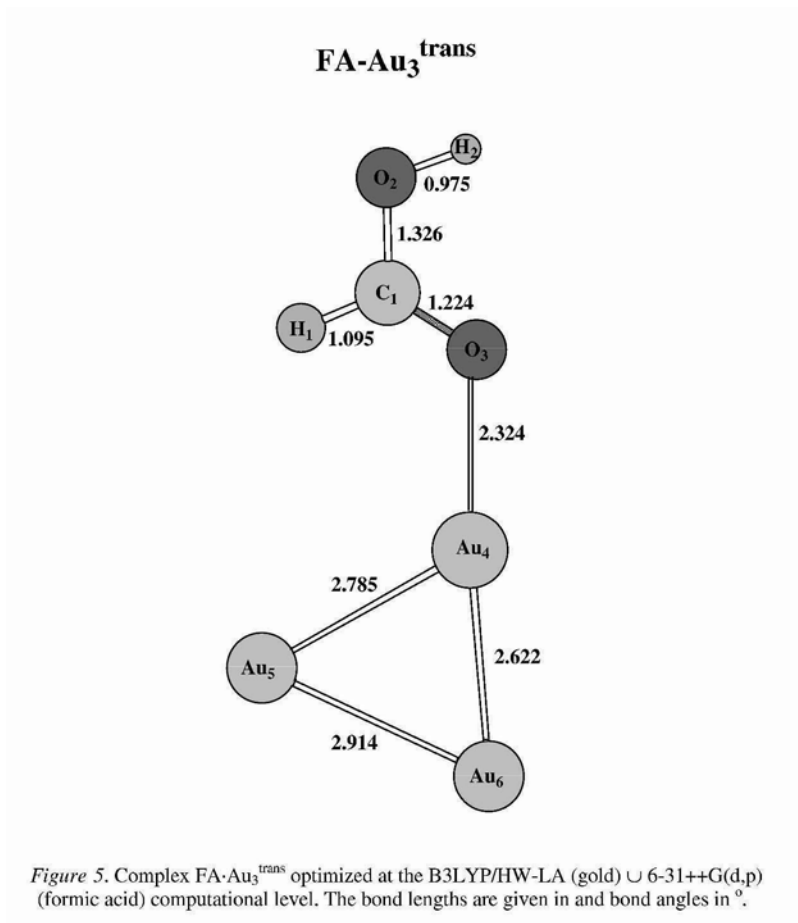 FA-Au₃ᵗʳᵃⁿˢ
H₂
O₂
0.975
1.326
C₁
1.224
H₁
1.095
O₃
2.324
Au₄
2.785
2.622
Au₅
2.914
Au₆
Figure 5. Complex FA·Au₃ᵗʳᵃⁿˢ optimized at the B3LYP/HW-LA (gold) ∪ 6-31++G(d,p)
(formic acid) computational level. The bond lengths are given in and bond angles in °.